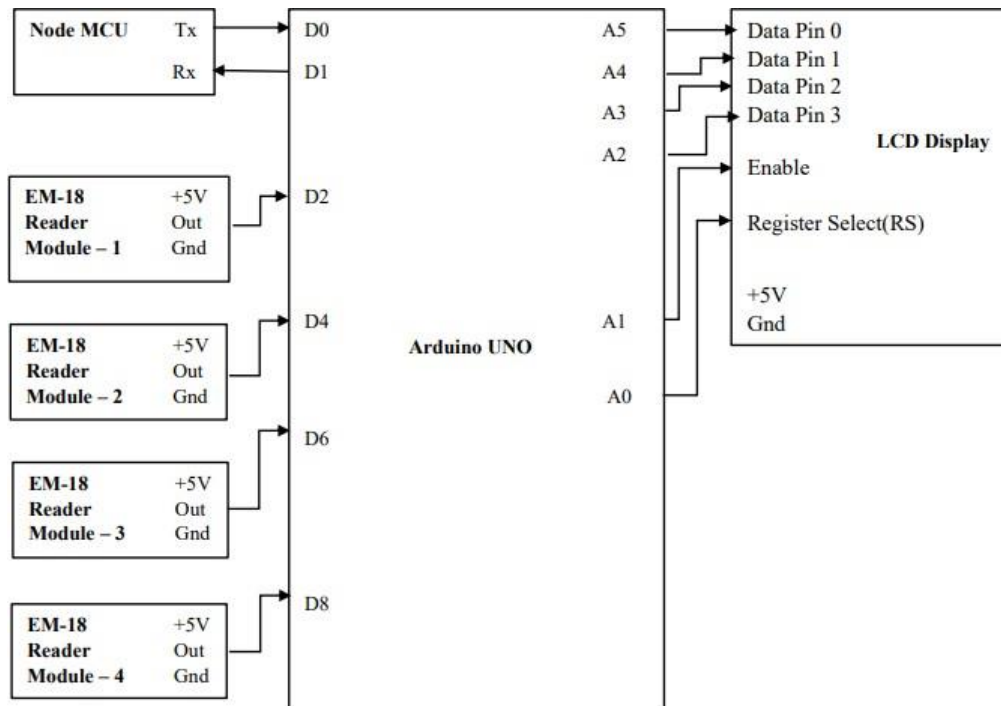 Node MCU Tx
Rx
EM-18 +5V
Reader Out
Module – 1 Gnd
EM-18 +5V
Reader Out
Module – 2 Gnd
EM-18 +5V
Reader Out
Module – 3 Gnd
EM-18 +5V
Reader Out
Module – 4 Gnd
D0
D1
D2
D4
D6
D8
Arduino UNO
A5
A4
A3
A2
A1
A0
Data Pin 0
Data Pin 1
Data Pin 2
Data Pin 3
LCD Display
Enable
Register Select(RS)
+5V
Gnd